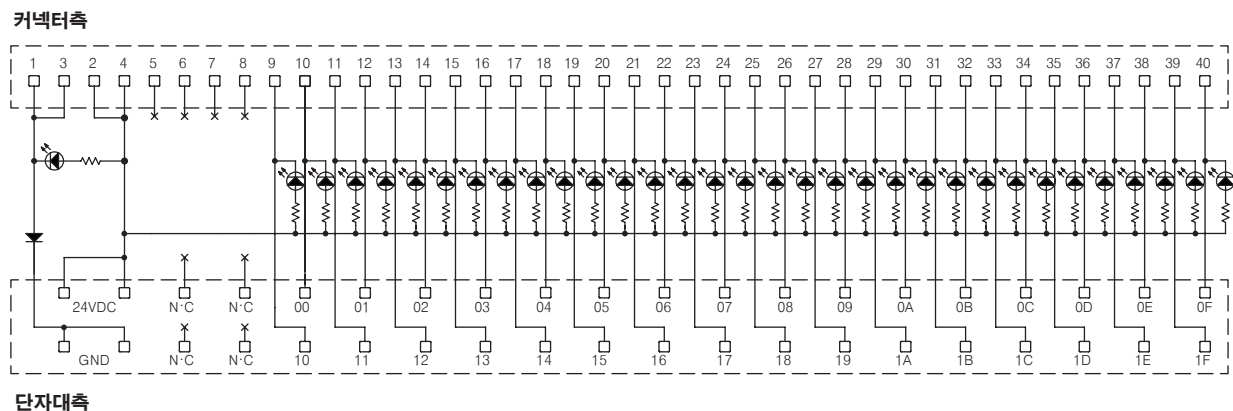 커넥터측
1 3 2 4 5 6 7 8 9 10 11 12 13 14 15 16 17 18 19 20 21 22 23 24 25 26 27 28 29 30 31 32 33 34 35 36 37 38 39 40
24VDC N·C N·C 00 01 02 03 04 05 06 07 08 09 0A 0B 0C 0D 0E 0F
GND N·C N·C 10 11 12 13 14 15 16 17 18 19 1A 1B 1C 1D 1E 1F
단자대측